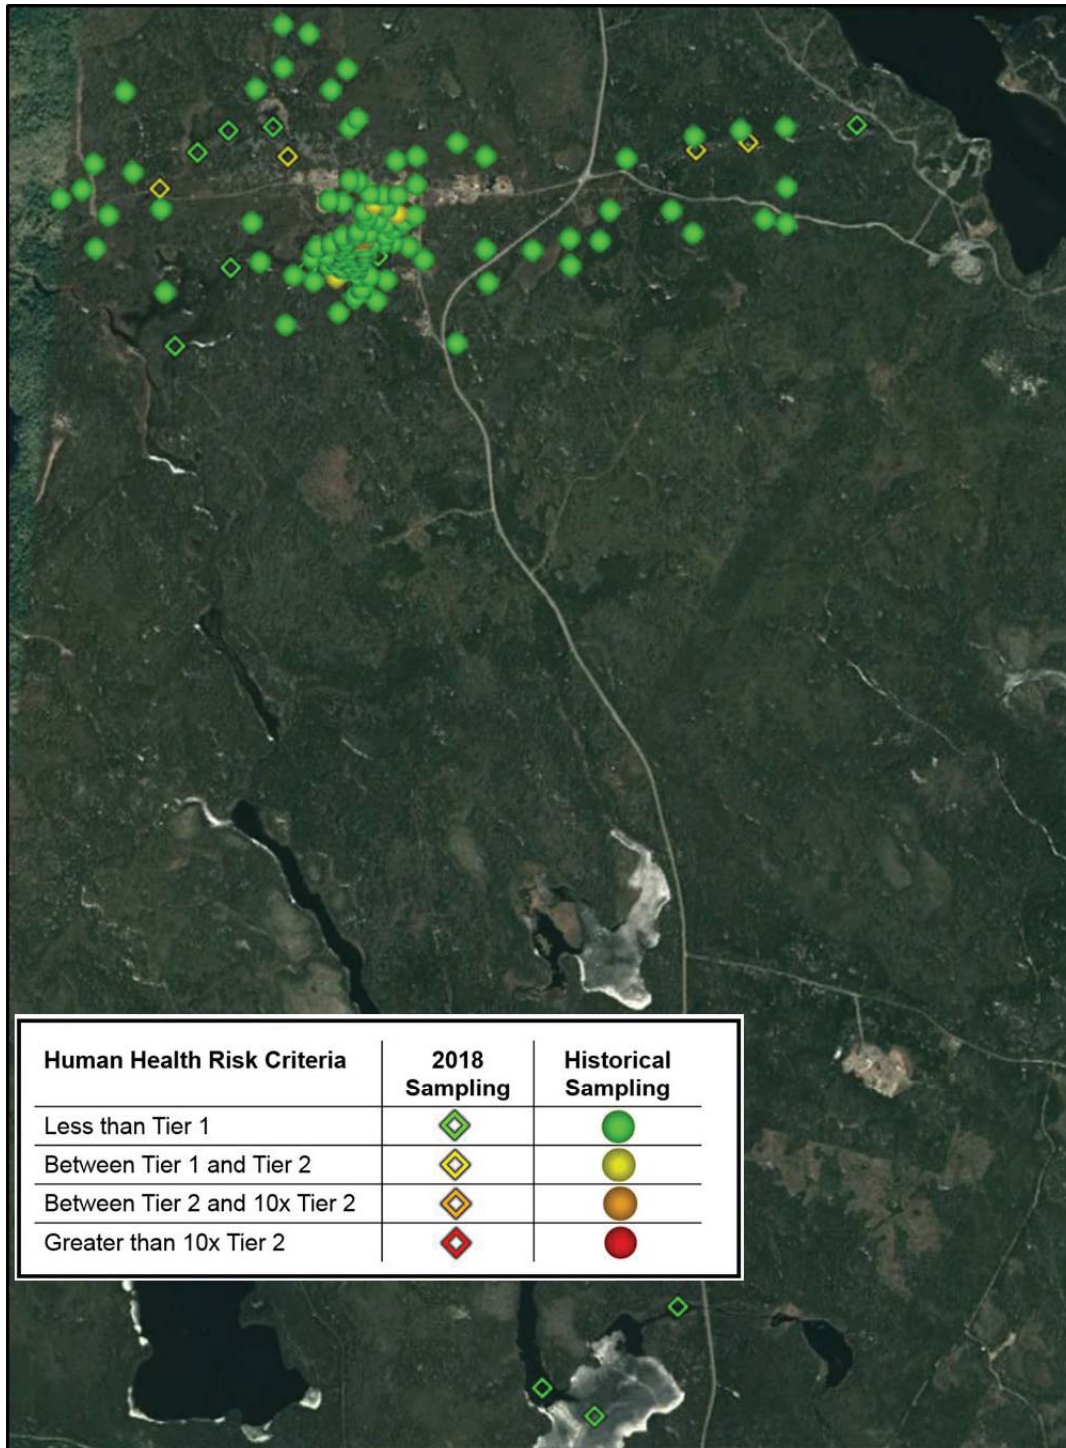 Human Health Risk Criteria
2018 Sampling
Historical Sampling
Less than Tier 1
Between Tier 1 and Tier 2
Between Tier 2 and 10x Tier 2
Greater than 10x Tier 2